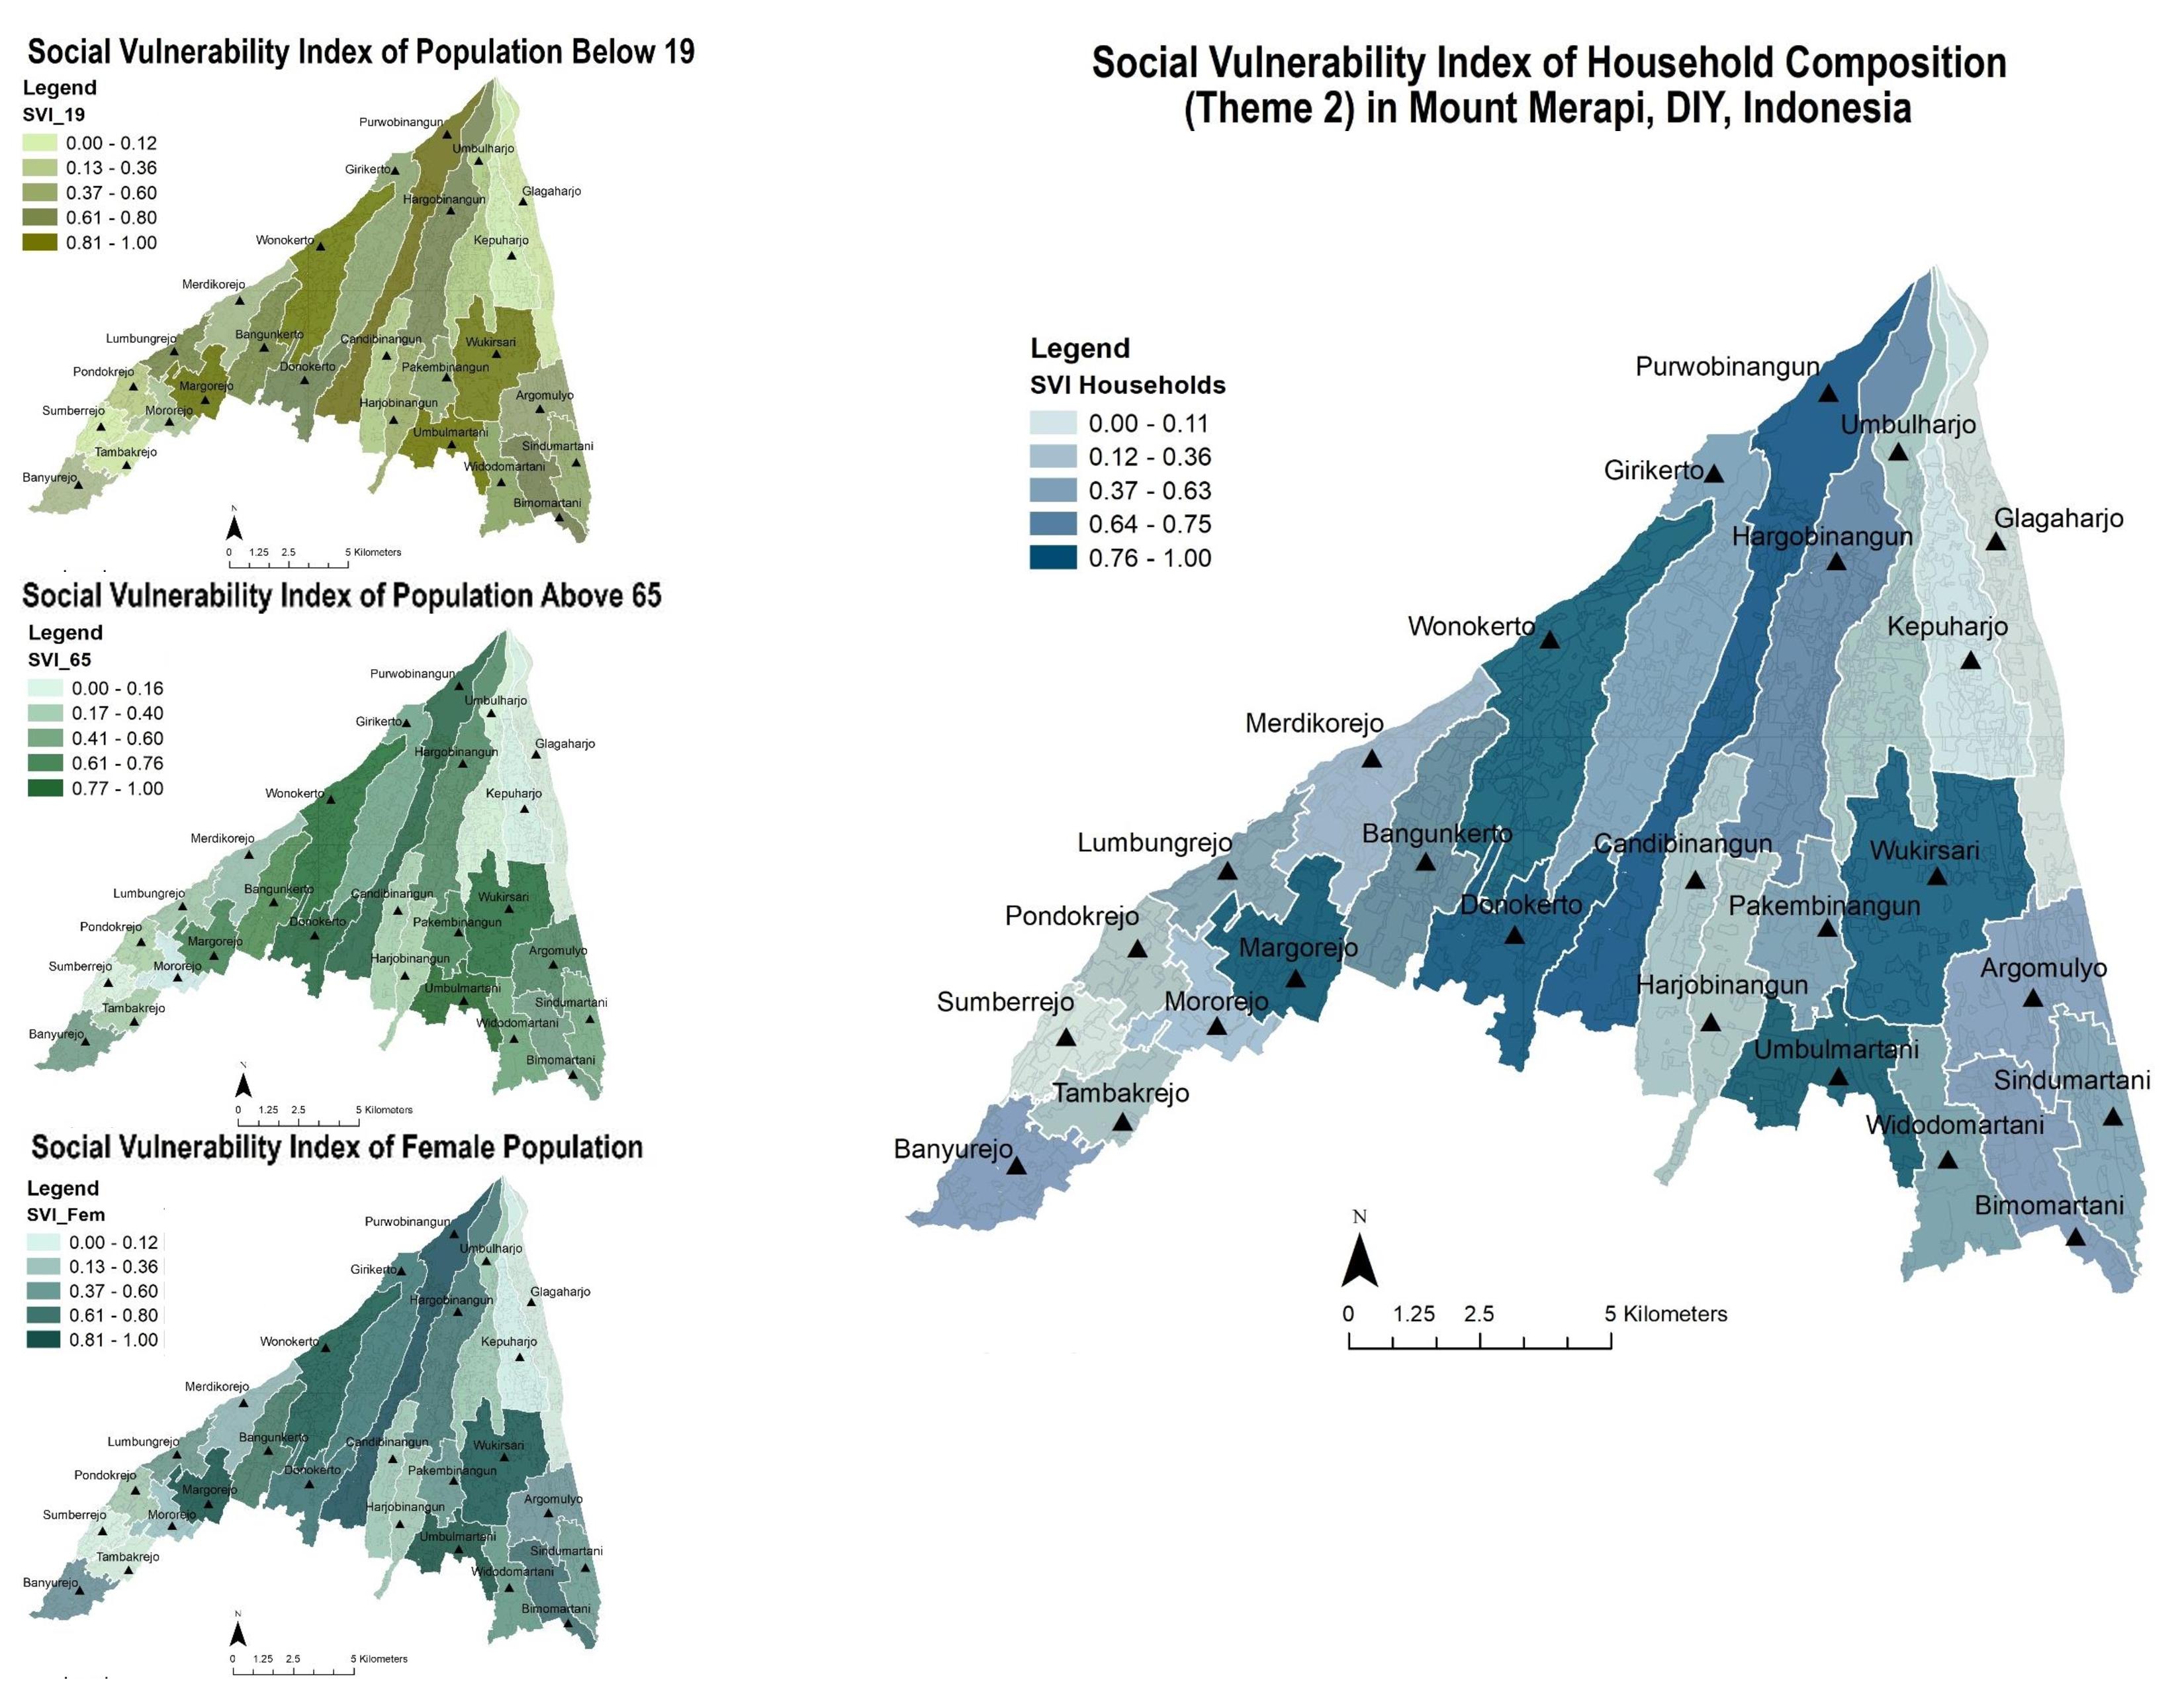 Social Vulnerability Index of Population Below 19
Legend
SVI_19
0.00 - 0.12
0.13 - 0.36
0.37 - 0.60
0.61 - 0.80
0.81 - 1.00
Purwobinangun
Umbulharjo
Girikerto
Glagaharjo
Hargobinangun
Wonokerto
Kepuharjo
Merdikorejo
Lumbungrejo
Bangunkerto
Candibinangun
Wukirsari
Pondokrejo
Donokerto
Pakembinangun
Margorejo
Argomulyo
Sumberrejo
Mororejo
Harjobinangun
Umbulmartani
Sindumartani
Tambakrejo
Widodomartani
Banyurejo
Bimomartani
N
0 1.25 2.5 5 Kilometers
Social Vulnerability Index of Population Above 65
Legend
SVI_65
0.00 - 0.16
0.17 - 0.40
0.41 - 0.60
0.61 - 0.76
0.77 - 1.00
Purwobinangun
Umbulharjo
Girikerto
Glagaharjo
Hargobinangun
Wonokerto
Kepuharjo
Merdikorejo
Lumbungrejo
Bangunkerto
Candibinangun
Wukirsari
Pondokrejo
Donokerto
Pakembinangun
Margorejo
Argomulyo
Sumberrejo
Mororejo
Harjobinangun
Umbulmartani
Sindumartani
Tambakrejo
Widodomartani
Banyurejo
Bimomartani
N
0 1.25 2.5 5 Kilometers
Social Vulnerability Index of Female Population
Legend
SVI_Fem
0.00 - 0.12
0.13 - 0.36
0.37 - 0.60
0.61 - 0.80
0.81 - 1.00
Purwobinangun
Umbulharjo
Girikerto
Glagaharjo
Hargobinangun
Wonokerto
Kepuharjo
Merdikorejo
Lumbungrejo
Bangunkerto
Candibinangun
Wukirsari
Pondokrejo
Donokerto
Pakembinangun
Margorejo
Argomulyo
Sumberrejo
Mororejo
Harjobinangun
Umbulmartani
Sindumartani
Tambakrejo
Widodomartani
Banyurejo
Bimomartani
N
0 1.25 2.5 5 Kilometers
Social Vulnerability Index of Household Composition
(Theme 2) in Mount Merapi, DIY, Indonesia
Legend
SVI Households
0.00 - 0.11
0.12 - 0.36
0.37 - 0.63
0.64 - 0.75
0.76 - 1.00
Purwobinangun
Umbulharjo
Girikerto
Glagaharjo
Hargobinangun
Wonokerto
Kepuharjo
Merdikorejo
Lumbungrejo
Bangunkerto
Candibinangun
Wukirsari
Pondokrejo
Donokerto
Pakembinangun
Margorejo
Argomulyo
Sumberrejo
Mororejo
Harjobinangun
Umbulmartani
Sindumartani
Tambakrejo
Widodomartani
Banyurejo
Bimomartani
N
0 1.25 2.5 5 Kilometers